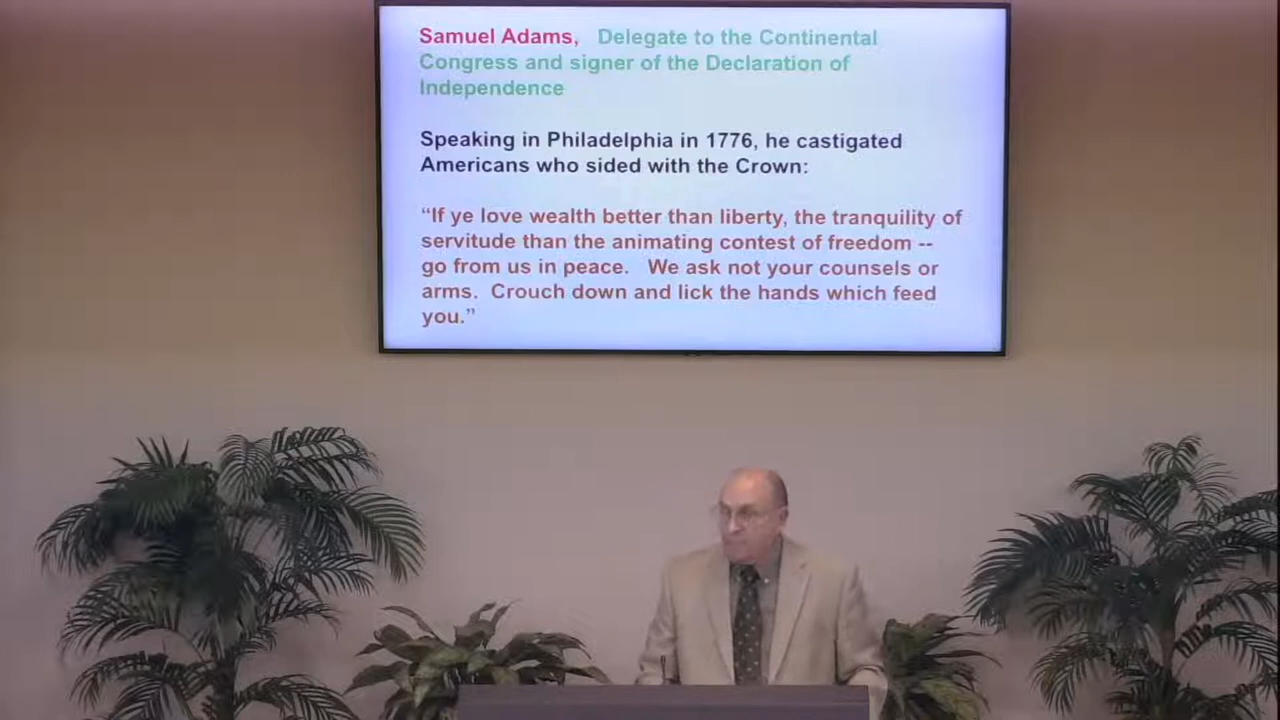 Samuel Adams, Delegate to the Continental
Congress and signer of the Declaration of
Independence
Speaking in Philadelphia in 1776, he castigated
Americans who sided with the Crown:
“If ye love wealth better than liberty, the tranquility of
servitude than the animating contest of freedom --
go from us in peace. We ask not your counsels or
arms. Crouch down and lick the hands which feed
you.”